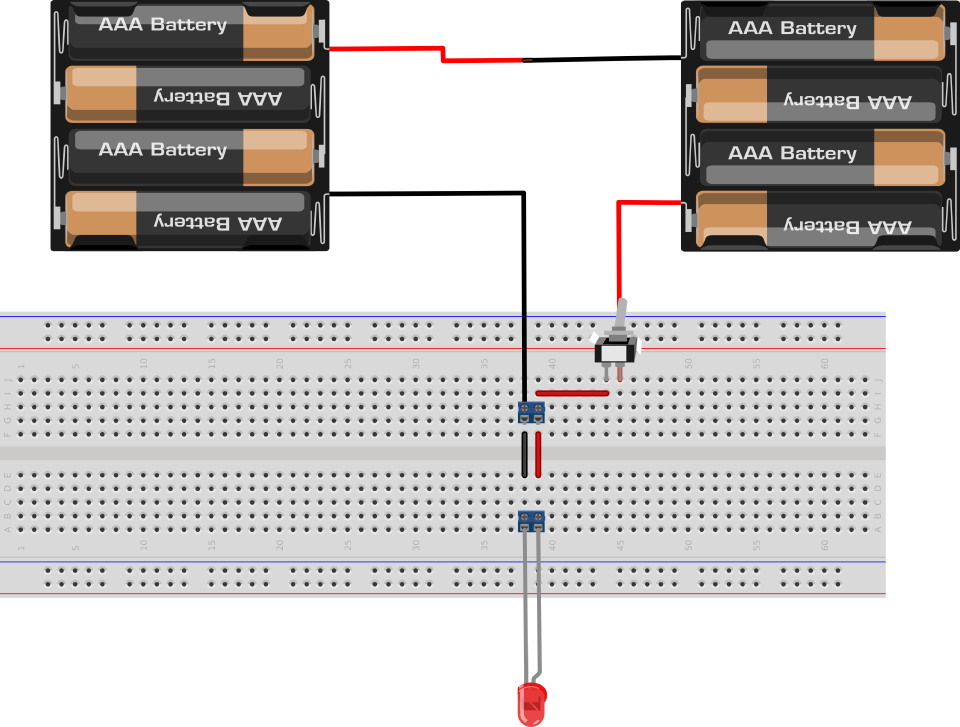 AAA Battery
AAA Battery
AAA Battery
AAA Battery
AAA Battery
AAA Battery
AAA Battery
AAA Battery
1 5 10 15 20 25 30 35 40 45 50 55 60
J J
I I
H H
G G
F F
E E
D D
C C
B B
A A
1 5 10 15 20 25 30 35 40 45 50 55 60